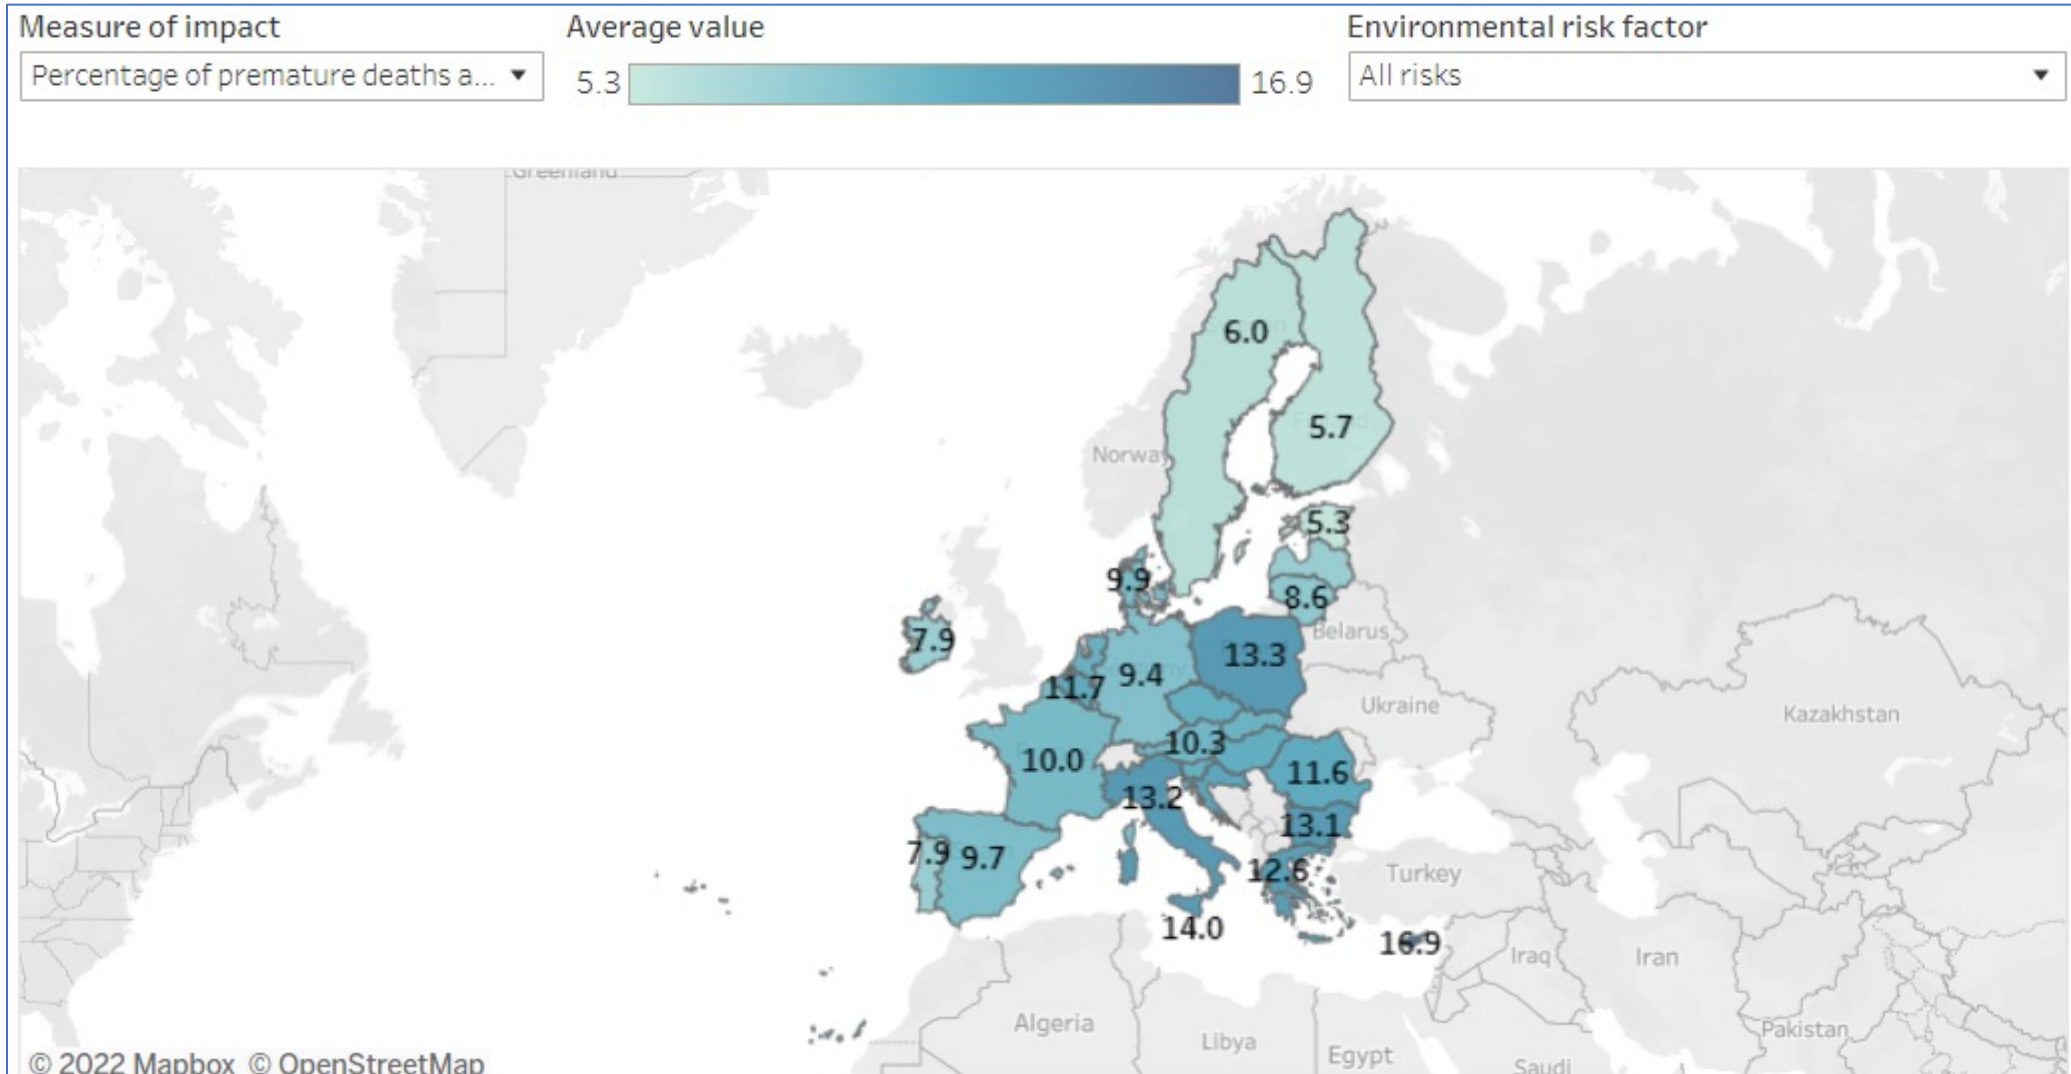 Measure of impact
Average value
Environmental risk factor
Percentage of premature deaths a...
5.3
16.9
All risks
Greenland
6.0
5.7
Norway
5.3
9.9
8.6
7.9
Belarus
13.3
9.4
11.7
Ukraine
Kazakhstan
10.3
10.0
11.6
13.2
13.1
7.9
9.7
12.6
Turkey
14.0
16.9
Iraq
Iran
Algeria
Libya
Egypt
Pakistan
Saudi
© 2022 Mapbox © OpenStreetMap